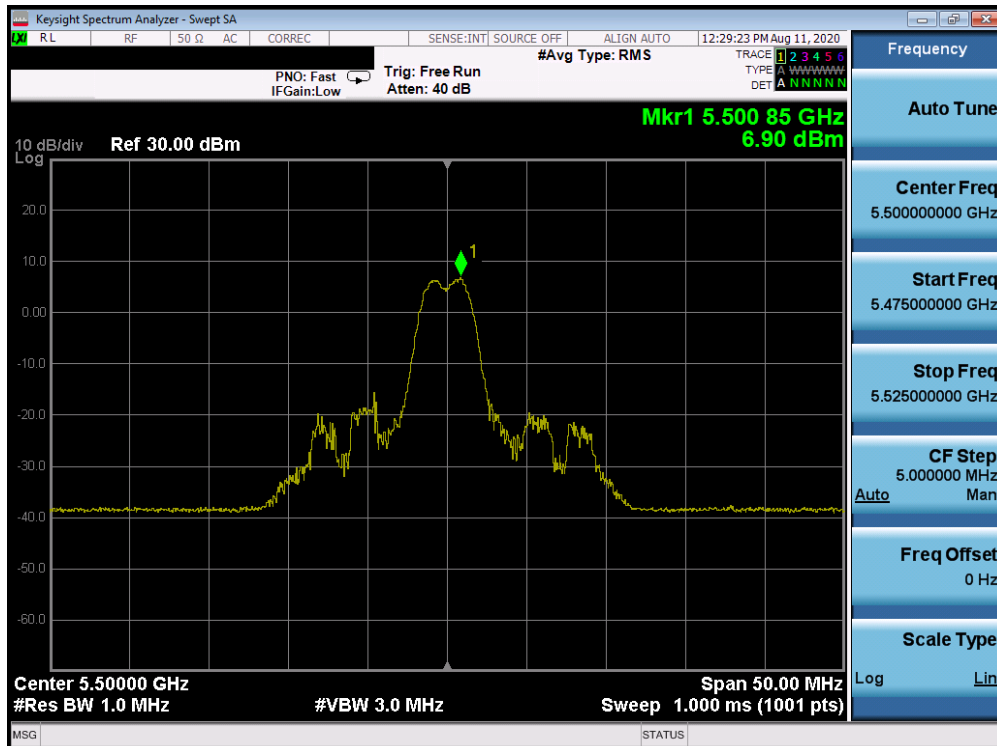 Keysight Spectrum Analyzer - Swept SA
LXI RL RF 50 Ω AC CORREC SENSE:INT SOURCE OFF ALIGN AUTO 12:29:23 PM Aug 11, 2020
#Avg Type: RMS
TRACE 1 2 3 4 5 6
PNO: Fast Trig: Free Run TYPE A WWWWW
IFGain:Low Atten: 40 dB DET A N N N N N
Mkr1 5.500 85 GHz
6.90 dBm
10 dB/div Ref 30.00 dBm
Log
20.0
10.0
1
0.00
-10.0
-20.0
-30.0
-40.0
-50.0
-60.0
Center 5.50000 GHz Span 50.00 MHz
#Res BW 1.0 MHz #VBW 3.0 MHz Sweep 1.000 ms (1001 pts)
MSG STATUS
Frequency
Auto Tune
Center Freq
5.500000000 GHz
Start Freq
5.475000000 GHz
Stop Freq
5.525000000 GHz
CF Step
5.000000 MHz
Auto Man
Freq Offset
0 Hz
Scale Type
Log Lin